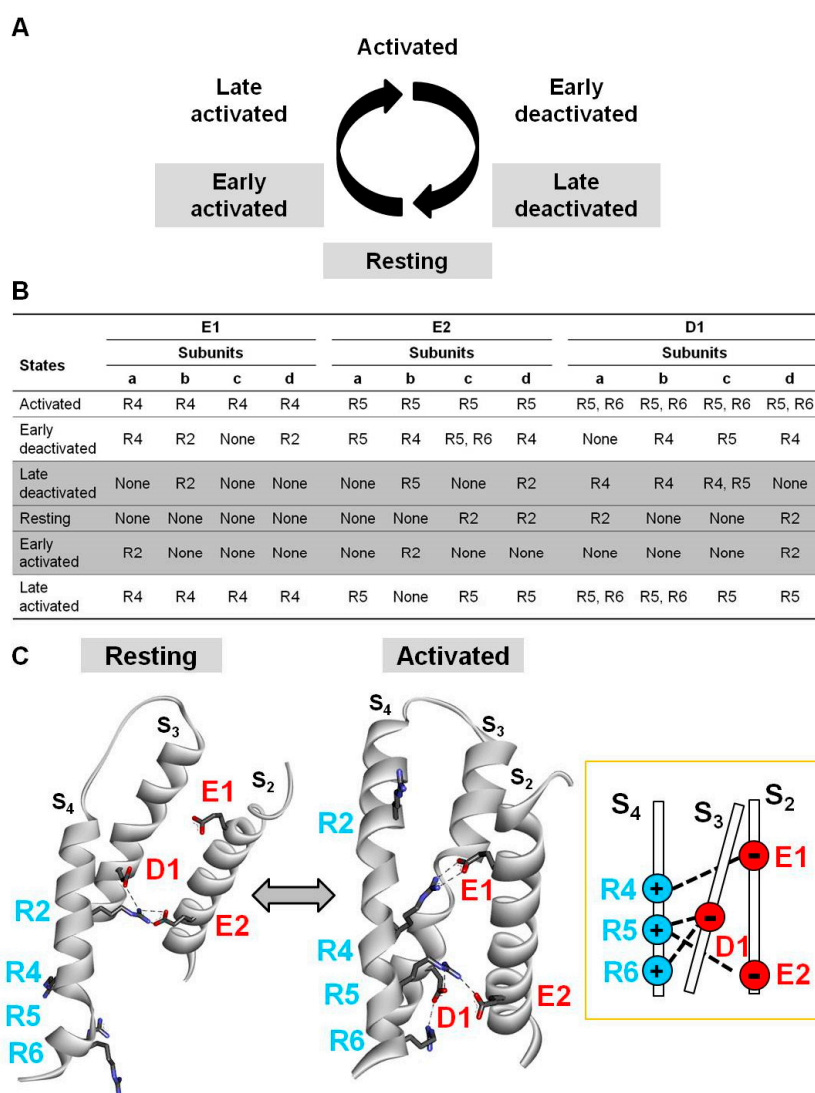 A
Activated
Late Early
activated deactivated
Early Late
activated deactivated
Resting
B
E1 E2 D1
Subunits Subunits Subunits
States
a b c d a b c d a b c d
Activated R4 R4 R4 R4 R5 R5 R5 R5 R5, R6 R5, R6 R5, R6 R5, R6
Early
deactivated R4 R2 None R2 R5 R4 R5, R6 R4 None R4 R5 R4
Late
deactivated None R2 None None None R5 None R2 R4 R4 R4, R5 None
Resting None None None None None None R2 R2 R2 None None R2
Early
activated R2 None None None None R2 None None None None None R2
Late
activated R4 R4 R4 R4 R5 None R5 R5 R5, R6 R5, R6 R5 R5
C
Resting Activated
S4 S3 S2
E1
D1
R2
E2
R4
R5
R6
S4 S3 S2
R2
E1
R4
R5
D1
E2
R6
S4 S3 S2
R4 + - E1
R5 + -
D1
R6 + - E2